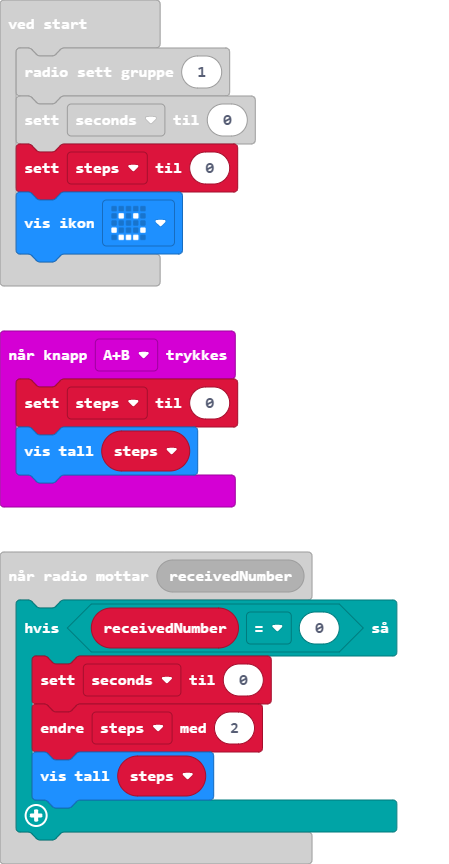 ved start
radio sett gruppe 1
sett seconds til 0
sett steps til 0
vis ikon
når knapp A+B trykkes
sett steps til 0
vis tall steps
når radio mottar receivedNumber
hvis receivedNumber = 0 så
sett seconds til 0
endre steps med 2
vis tall steps